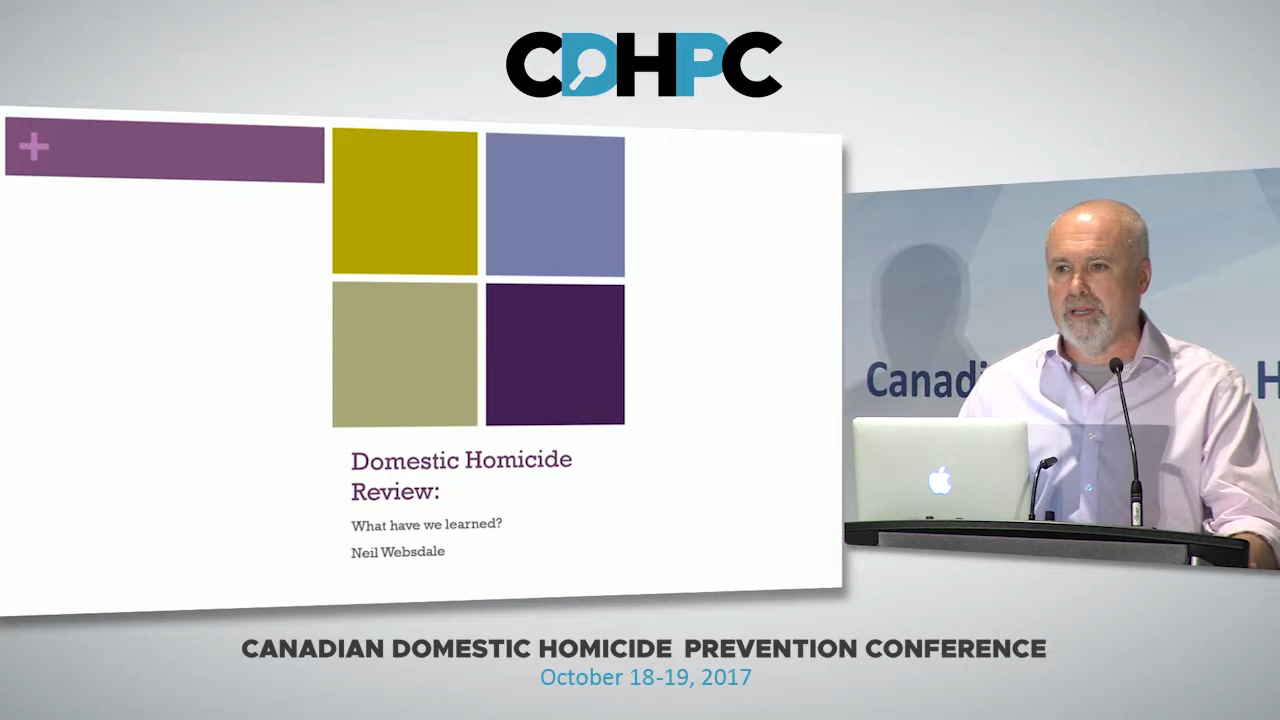 CDHPC
+
Domestic Homicide
Review:
What have we learned?
Neil Websdale
Canadi
H
CANADIAN DOMESTIC HOMICIDE PREVENTION CONFERENCE
October 18-19, 2017